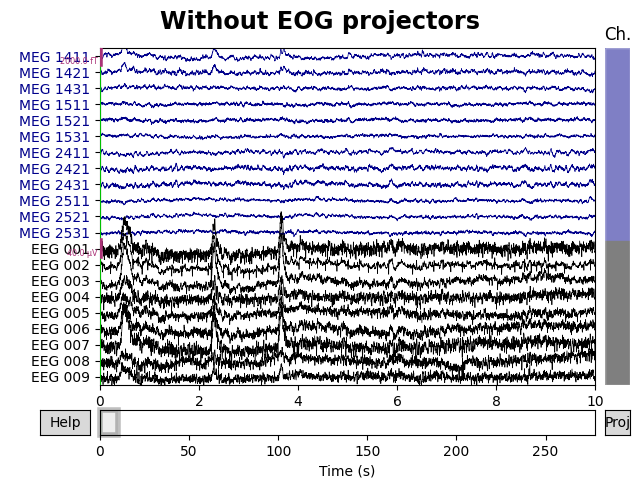 Without EOG projectors
Ch.
MEG 1411
MEG 1421
MEG 1431
MEG 1511
MEG 1521
MEG 1531
MEG 2411
MEG 2421
MEG 2431
MEG 2511
MEG 2521
MEG 2531
EEG 001
EEG 002
EEG 003
EEG 004
EEG 005
EEG 006
EEG 007
EEG 008
EEG 009
0 2 4 6 8 10
Help
Proj
0 50 100 150 200 250
Time (s)